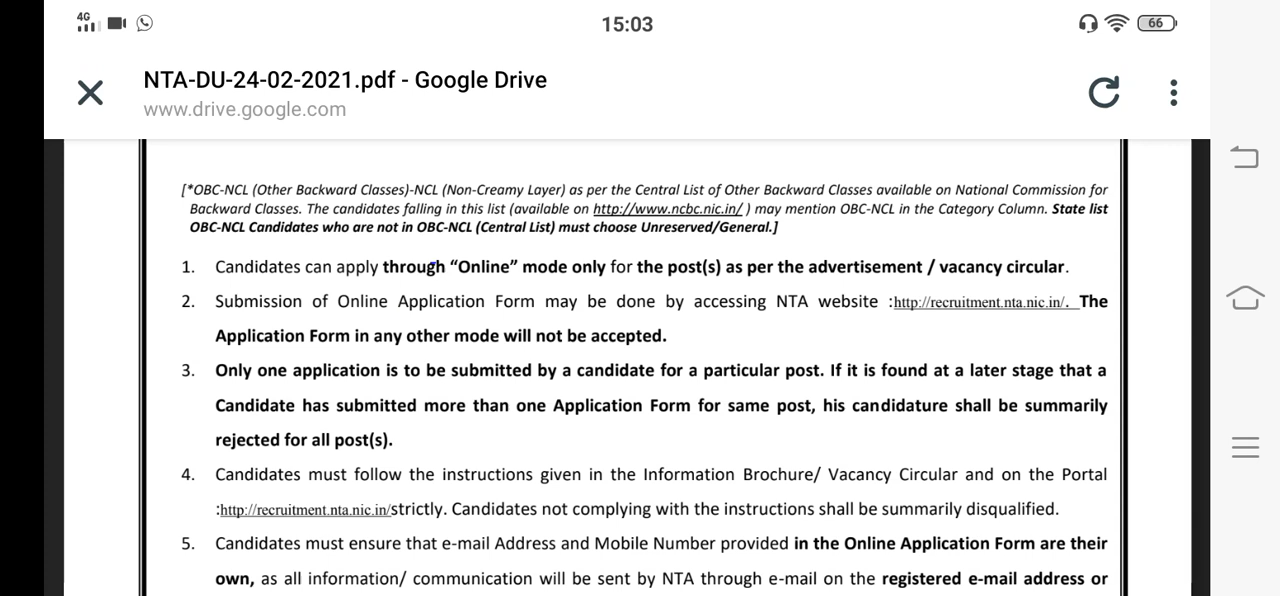 4G
15:03
66
NTA-DU-24-02-2021.pdf - Google Drive
www.drive.google.com
[*OBC-NCL (Other Backward Classes)-NCL (Non-Creamy Layer) as per the Central List of Other Backward Classes available on National Commission for
Backward Classes. The candidates falling in this list (available on http://www.ncbc.nic.in/ ) may mention OBC-NCL in the Category Column. State list
OBC-NCL Candidates who are not in OBC-NCL (Central List) must choose Unreserved/General.]
1. Candidates can apply through “Online” mode only for the post(s) as per the advertisement / vacancy circular.
2. Submission of Online Application Form may be done by accessing NTA website :http://recruitment.nta.nic.in/. The
Application Form in any other mode will not be accepted.
3. Only one application is to be submitted by a candidate for a particular post. If it is found at a later stage that a
Candidate has submitted more than one Application Form for same post, his candidature shall be summarily
rejected for all post(s).
4. Candidates must follow the instructions given in the Information Brochure/ Vacancy Circular and on the Portal
:http://recruitment.nta.nic.in/strictly. Candidates not complying with the instructions shall be summarily disqualified.
5. Candidates must ensure that e-mail Address and Mobile Number provided in the Online Application Form are their
own, as all information/ communication will be sent by NTA through e-mail on the registered e-mail address or